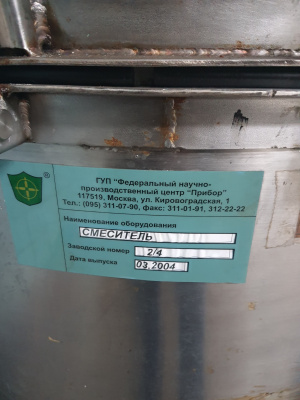 ГУП "Федеральный научно-
производственный центр "Прибор"
117519, Москва, ул. Кировоградская, 1
Тел.: (095) 311-07-90, факс: 311-01-91, 312-22-22
®
Наименование оборудования
СМЕСИТЕЛЬ
Заводской номер 2/4
Дата выпуска 03.2004